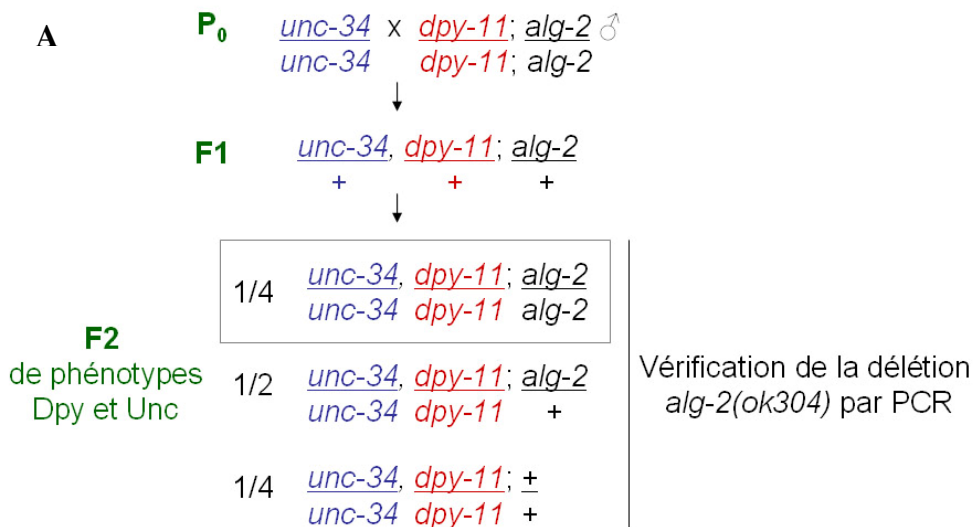 A
P0 unc-34 x dpy-11; alg-2 ♂
unc-34 dpy-11; alg-2
F1 unc-34, dpy-11; alg-2
+ + +
F2
de phénotypes
Dpy et Unc
1/4 unc-34, dpy-11; alg-2
unc-34 dpy-11 alg-2
1/2 unc-34, dpy-11; alg-2
unc-34 dpy-11 +
1/4 unc-34, dpy-11; +
unc-34 dpy-11 +
Vérification de la délétion
alg-2(ok304) par PCR